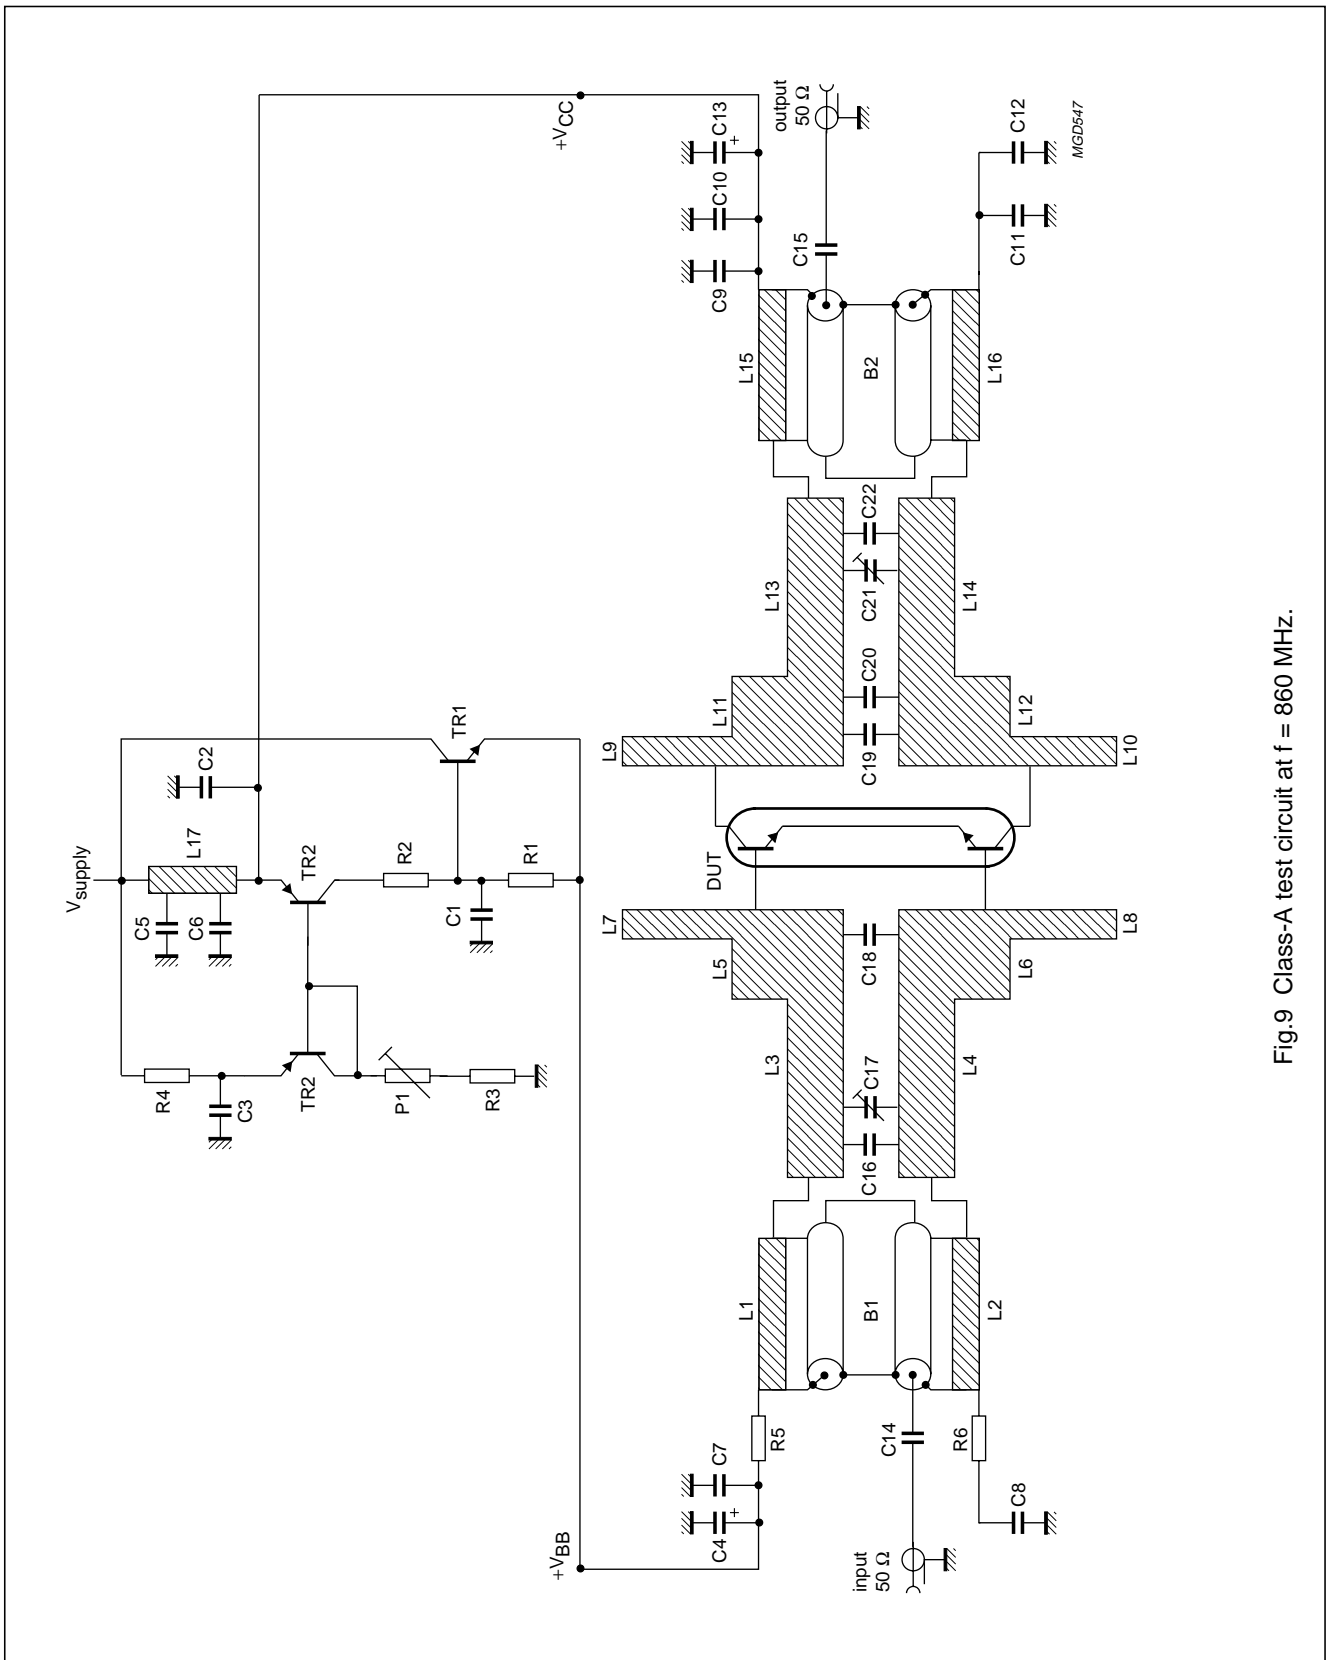 Vsupply
C5
C6
L17
C2
R4
C3
TR2
TR2
P1
R3
R2
C1
R1
TR1
+VBB
+VCC
C4
+
C7
R5
input
50 Ω
C14
R6
C8
L1
B1
L2
L3
C16
C17
L4
L5
L7
C18
L6
L8
DUT
L9
L11
C19
C20
L12
L10
L13
C21
C22
L14
L15
B2
L16
C9
C10
C13
+
C15
output
50 Ω
C11
C12
MGD547
Fig.9 Class-A test circuit at f = 860 MHz.